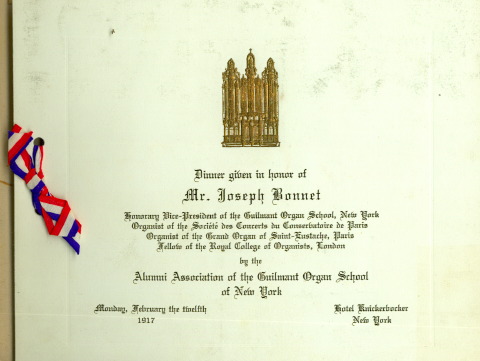 Dinner given in honor of
Mr. Joseph Bonnet
Honorary Vice-President of the Guilmant Organ School, New York
Organist of the Société des Concerts du Conservatoire de Paris
Organist of the Grand Organ of Saint-Eustache, Paris
Fellow of the Royal College of Organists, London
by the
Alumni Association of the Guilmant Organ School
of New York
Monday, February the twelfth
1917
Hotel Knickerbocker
New York